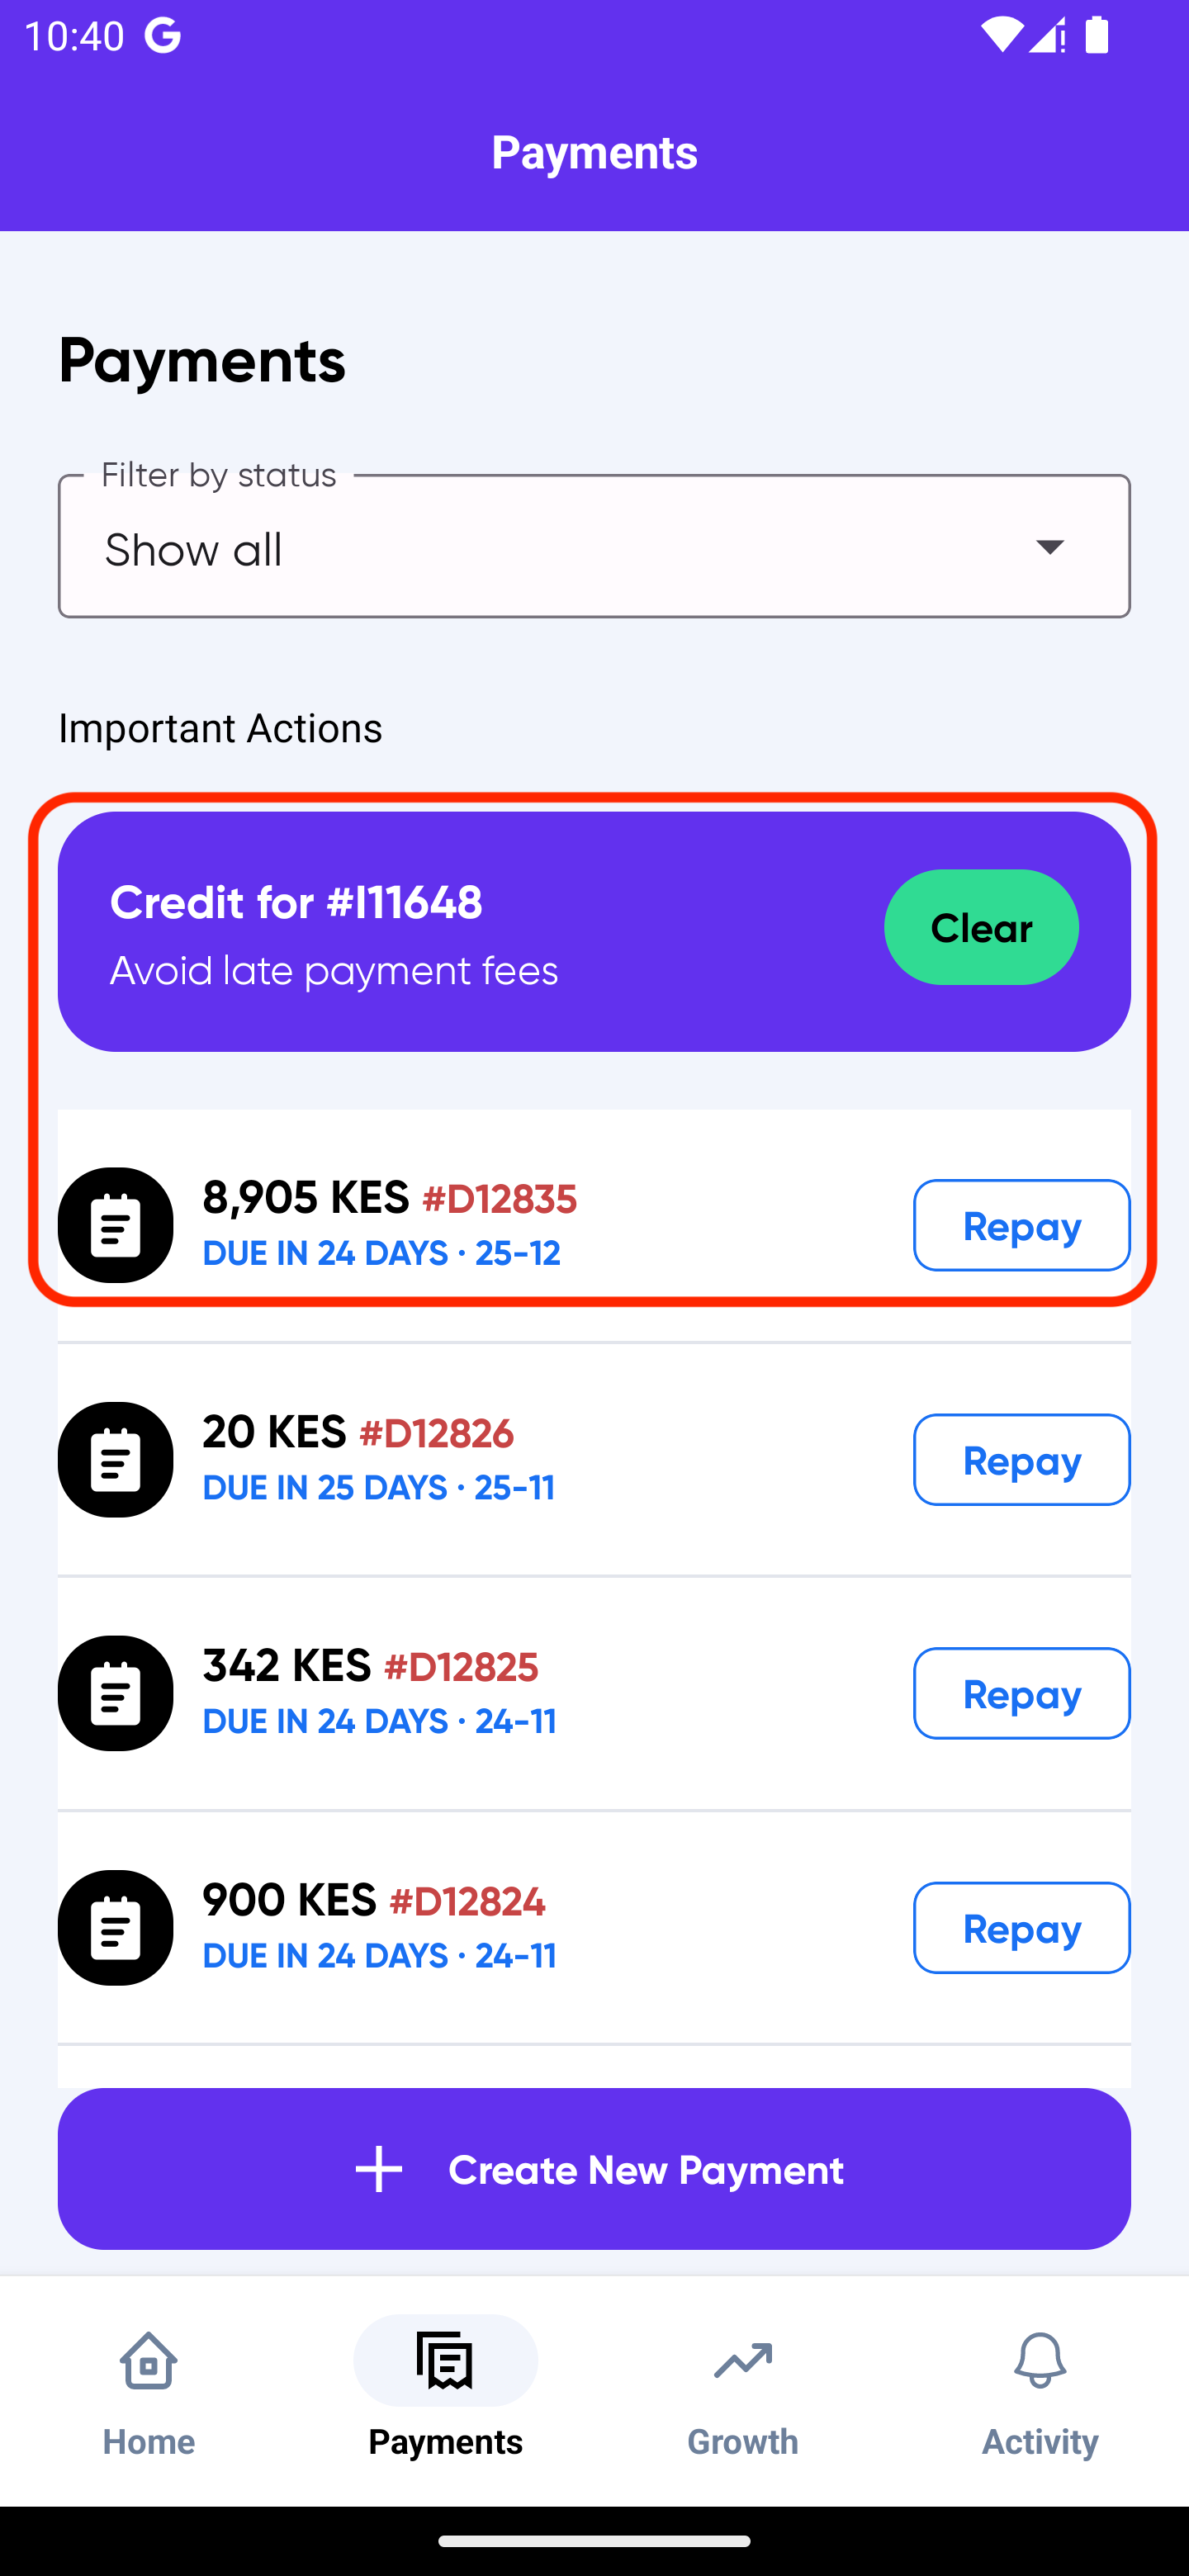 10:40 G
Payments
Payments
Filter by status
Show all
Important Actions
Credit for #I11648
Avoid late payment fees
Clear
8,905 KES #D12835
DUE IN 24 DAYS · 25-12
Repay
20 KES #D12826
DUE IN 25 DAYS · 25-11
Repay
342 KES #D12825
DUE IN 24 DAYS · 24-11
Repay
900 KES #D12824
DUE IN 24 DAYS · 24-11
Repay
Create New Payment
Home
Payments
Growth
Activity